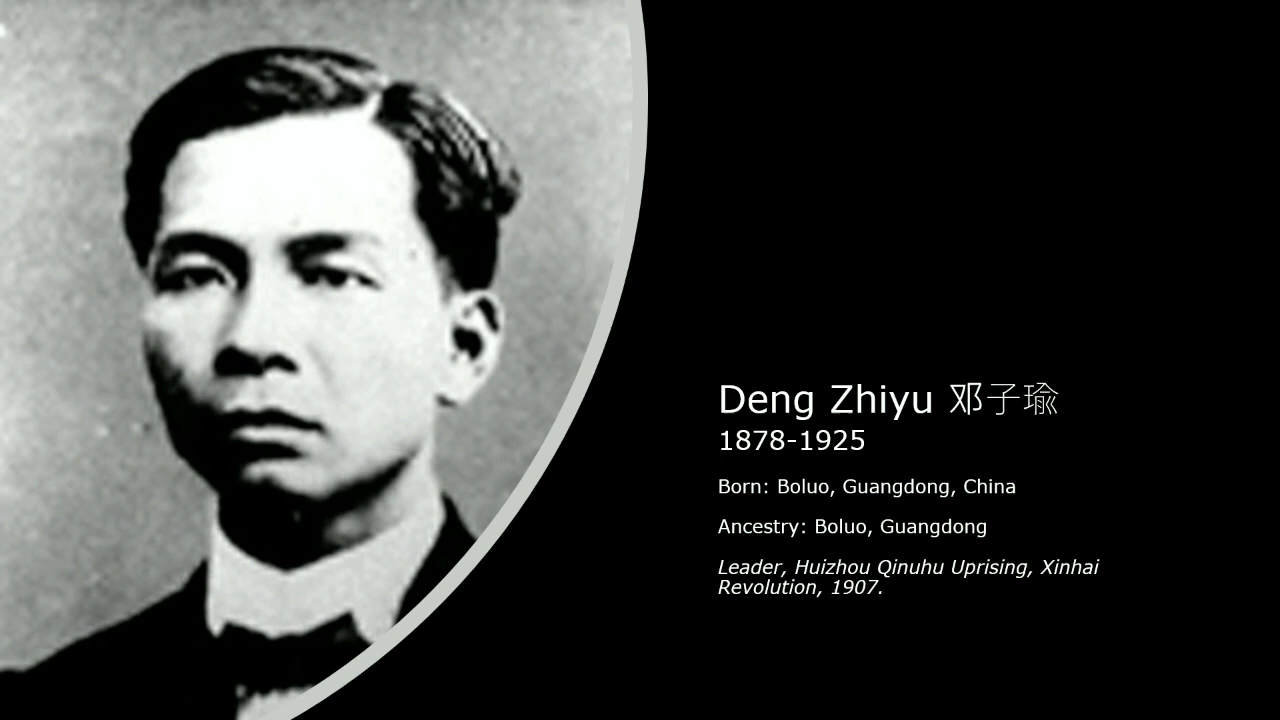 Deng Zhiyu 邓子瑜
1878-1925
Born: Boluo, Guangdong, China
Ancestry: Boluo, Guangdong
Leader, Huizhou Qinuhu Uprising, Xinhai
Revolution, 1907.